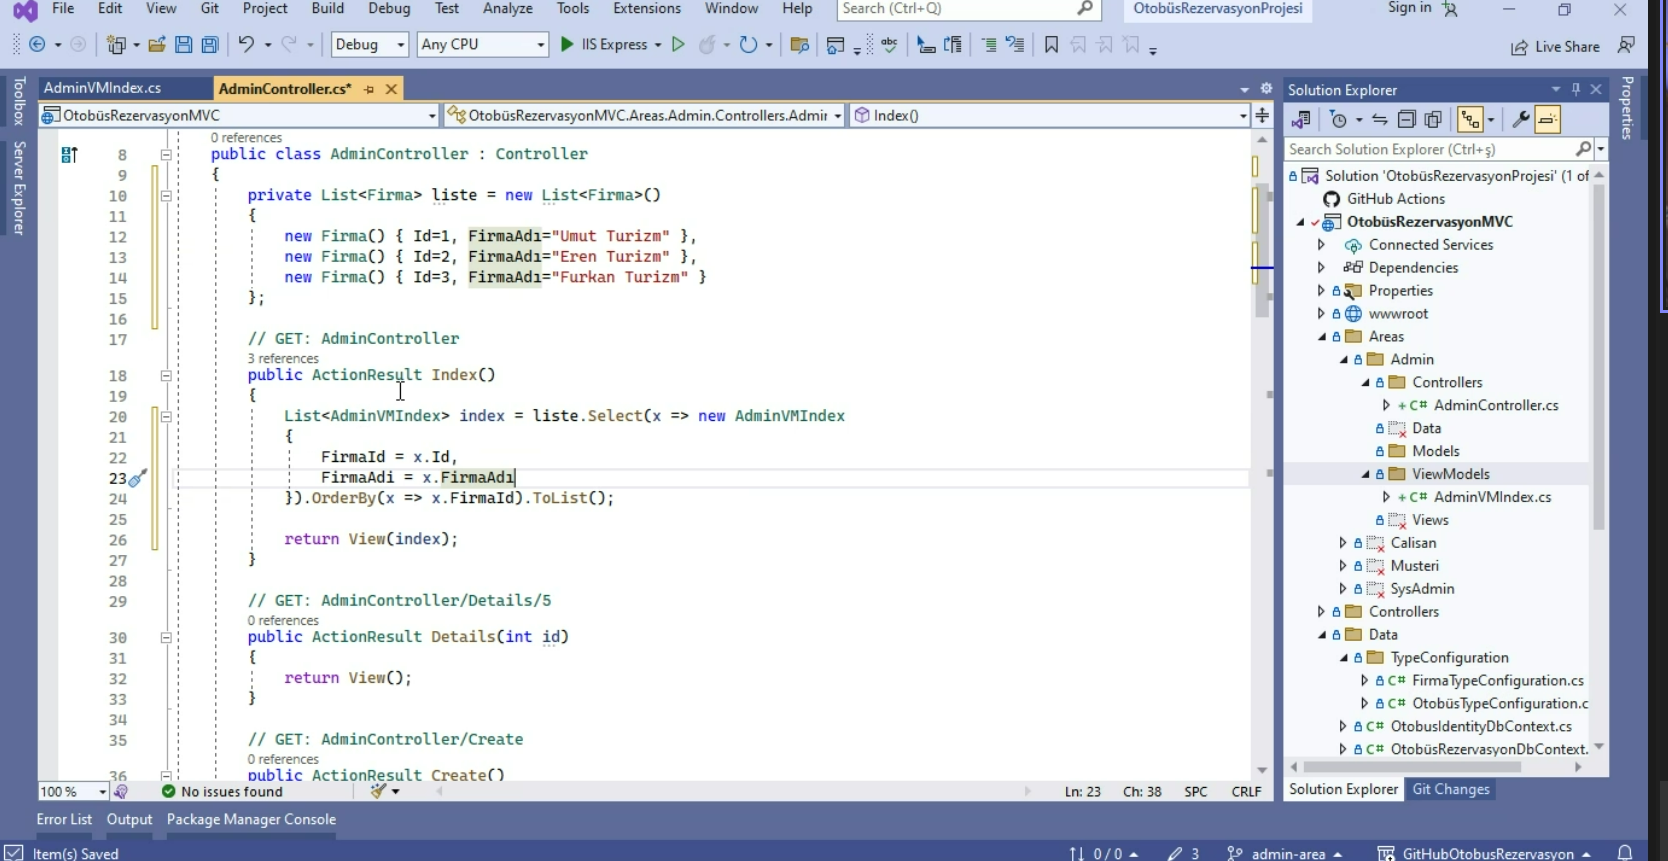 File Edit View Git Project Build Debug Test Analyze Tools Extensions Window Help Search (Ctrl+Q) OtobüsRezervasyonProjesi Sign in
Debug Any CPU IIS Express Live Share
Toolbox
Server Explorer
AdminVMIndex.cs AdminController.cs*
OtobüsRezervasyonMVC OtobüsRezervasyonMVC.Areas.Admin.Controllers.Admir Index()
0 references
8 public class AdminController : Controller
9 {
10 private List<Firma> liste = new List<Firma>()
11 {
12 new Firma() { Id=1, FirmaAdı="Umut Turizm" },
13 new Firma() { Id=2, FirmaAdı="Eren Turizm" },
14 new Firma() { Id=3, FirmaAdı="Furkan Turizm" }
15 };
16
17 // GET: AdminController
3 references
18 public ActionResult Index()
19 {
20 List<AdminVMIndex> index = liste.Select(x => new AdminVMIndex
21 {
22 FirmaId = x.Id,
23 FirmaAdi = x.FirmaAdı
24 }).OrderBy(x => x.FirmaId).ToList();
25
26 return View(index);
27 }
28
29 // GET: AdminController/Details/5
0 references
30 public ActionResult Details(int id)
31 {
32 return View();
33 }
34
35 // GET: AdminController/Create
0 references
36 public ActionResult Create()
100 % No issues found Ln: 23 Ch: 38 SPC CRLF
Solution Explorer
Search Solution Explorer (Ctrl+ş)
Solution 'OtobüsRezervasyonProjesi' (1 of
GitHub Actions
OtobüsRezervasyonMVC
Connected Services
Dependencies
Properties
wwwroot
Areas
Admin
Controllers
C# AdminController.cs
Data
Models
ViewModels
C# AdminVMIndex.cs
Views
Calisan
Musteri
SysAdmin
Controllers
Data
TypeConfiguration
C# FirmaTypeConfiguration.cs
C# OtobüsTypeConfiguration.c
C# OtobusIdentityDbContext.cs
C# OtobüsRezervasyonDbContext.
Solution Explorer Git Changes
Properties
Error List Output Package Manager Console
Item(s) Saved 0 / 0 3 admin-area GitHubOtobusRezervasyon